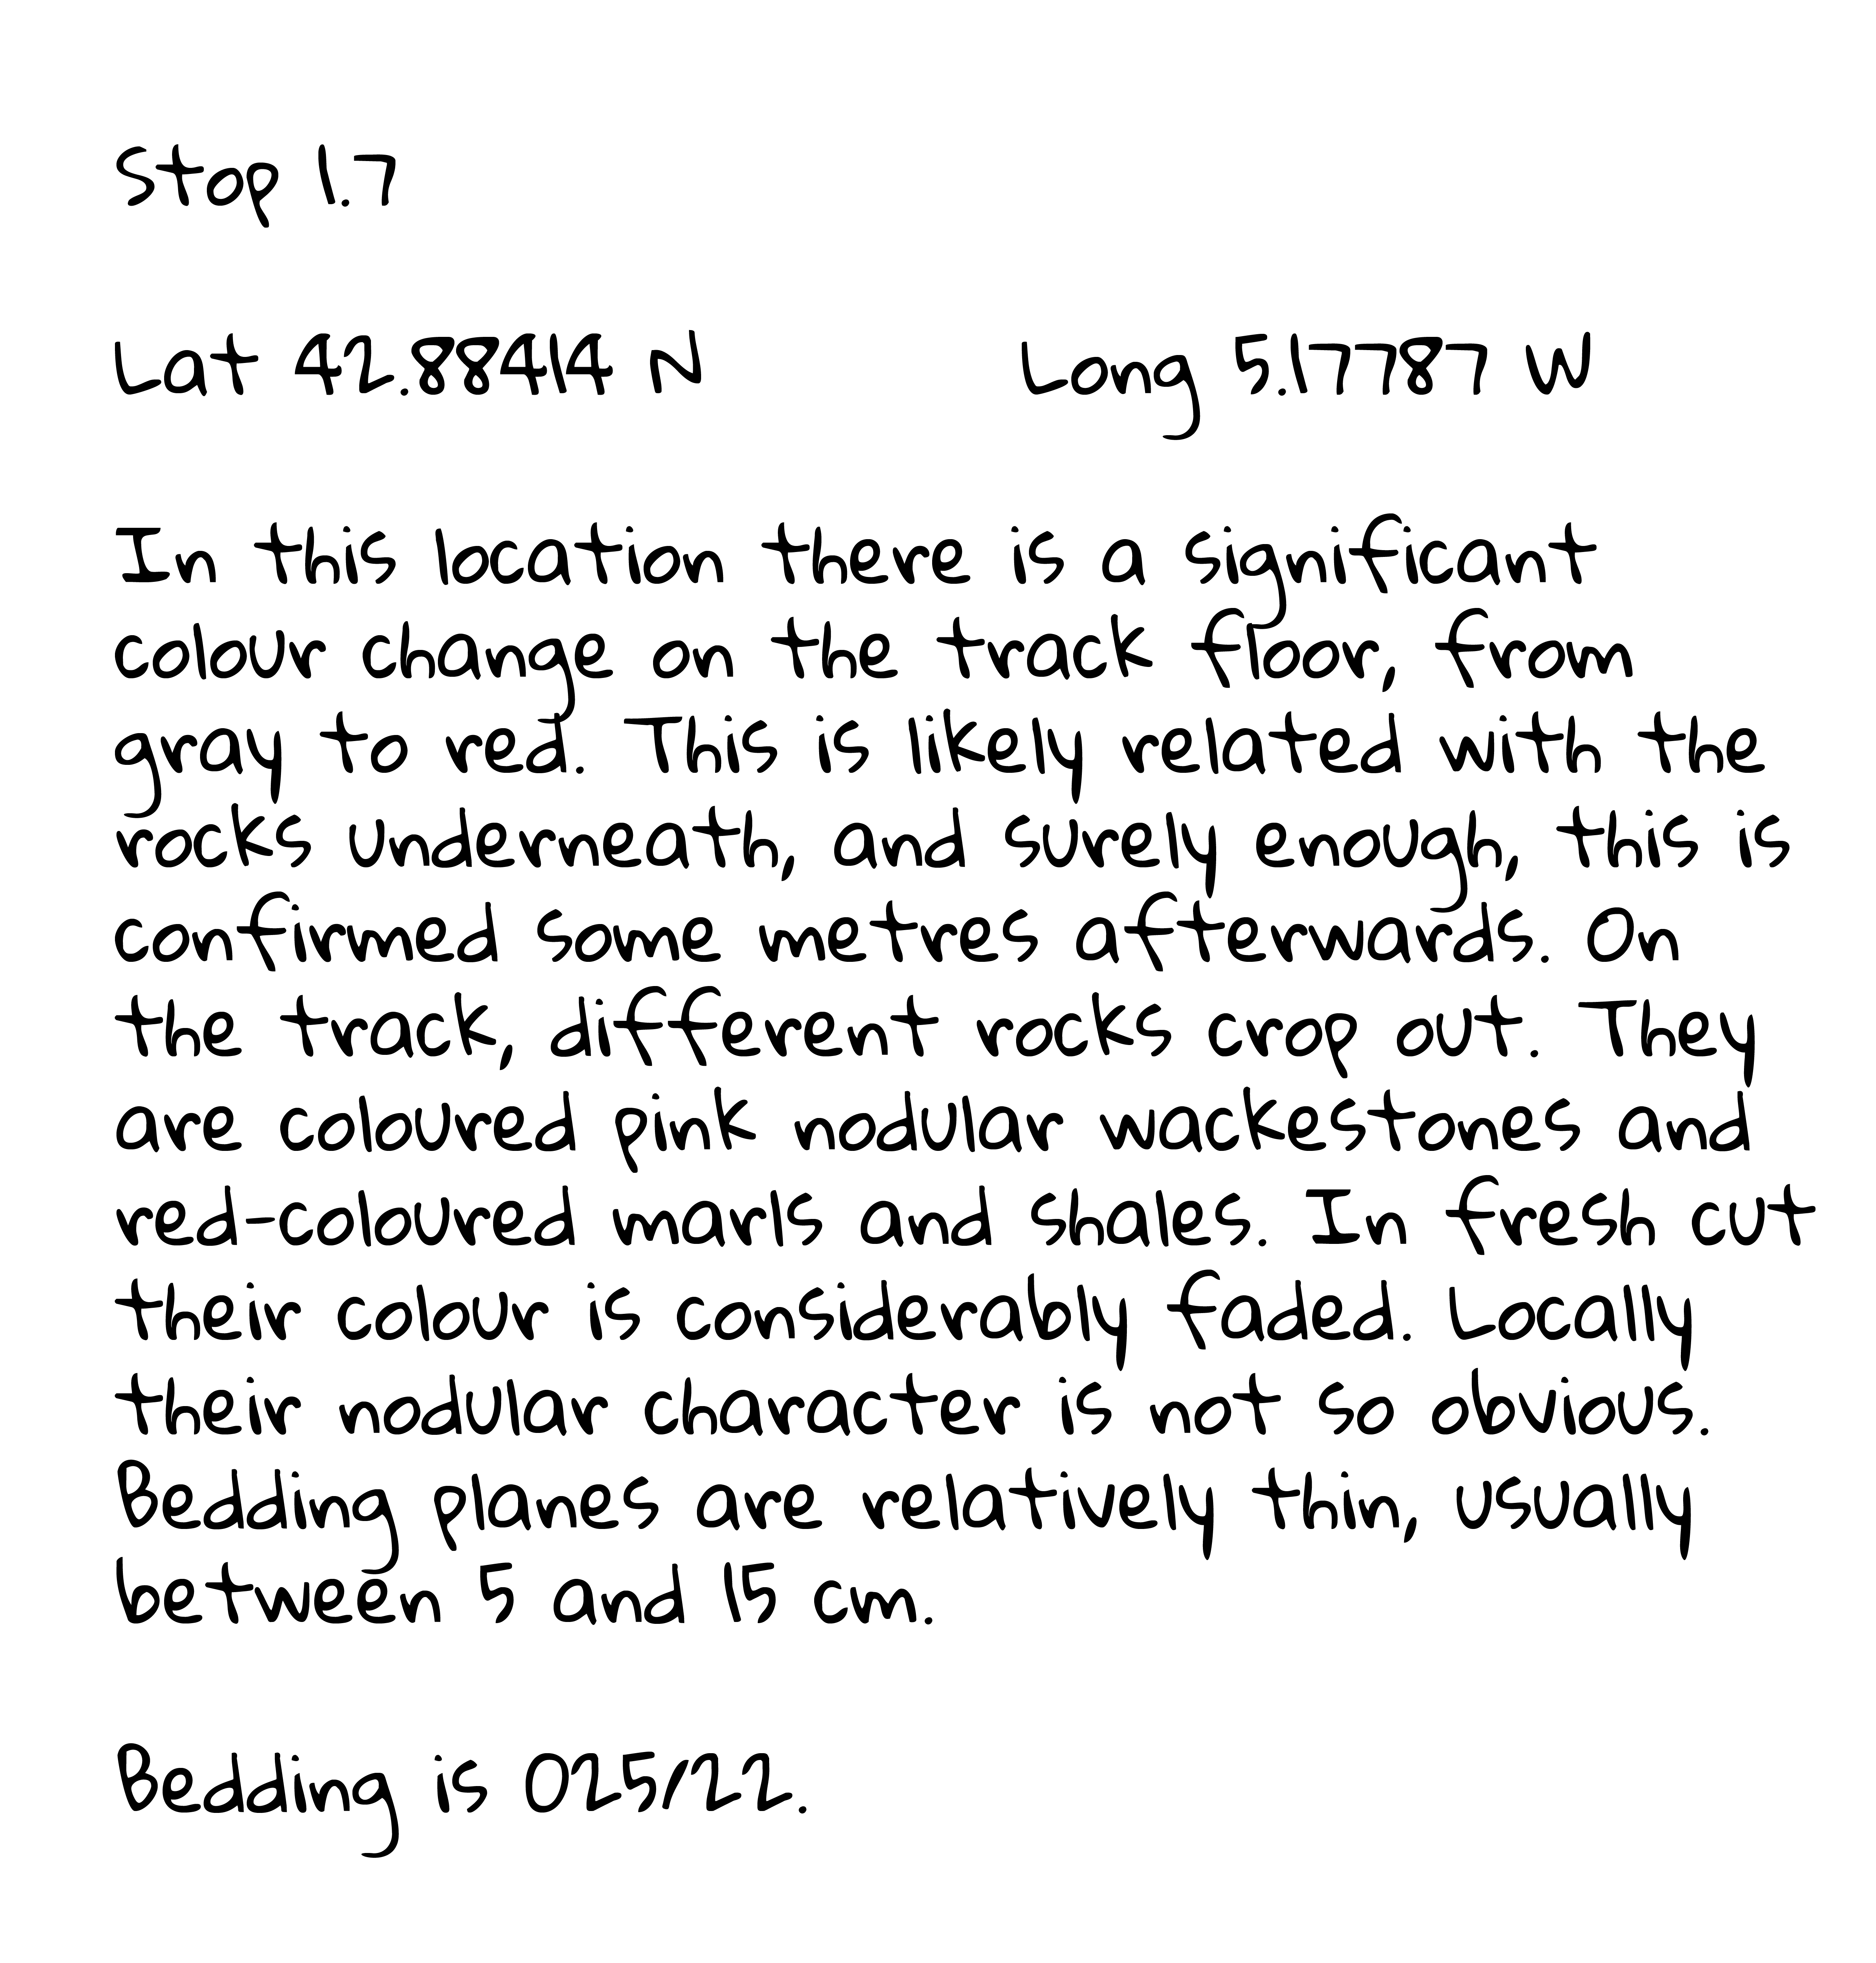 Stop 1.7
Lat 42.88414 N Long 5.177787 W
In this location there is a significant
colour change on the track floor, from
gray to red. This is likely related with the
rocks underneath, and surely enough, this is
confirmed some metres afterwards. On
the track, different rocks crop out. They
are coloured pink nodular wackestones and
red-coloured marls and shales. In fresh cut
their colour is considerably faded. Locally
their nodular character is not so obvious.
Bedding planes are relatively thin, usually
between 5 and 15 cm.
Bedding is 025/22.